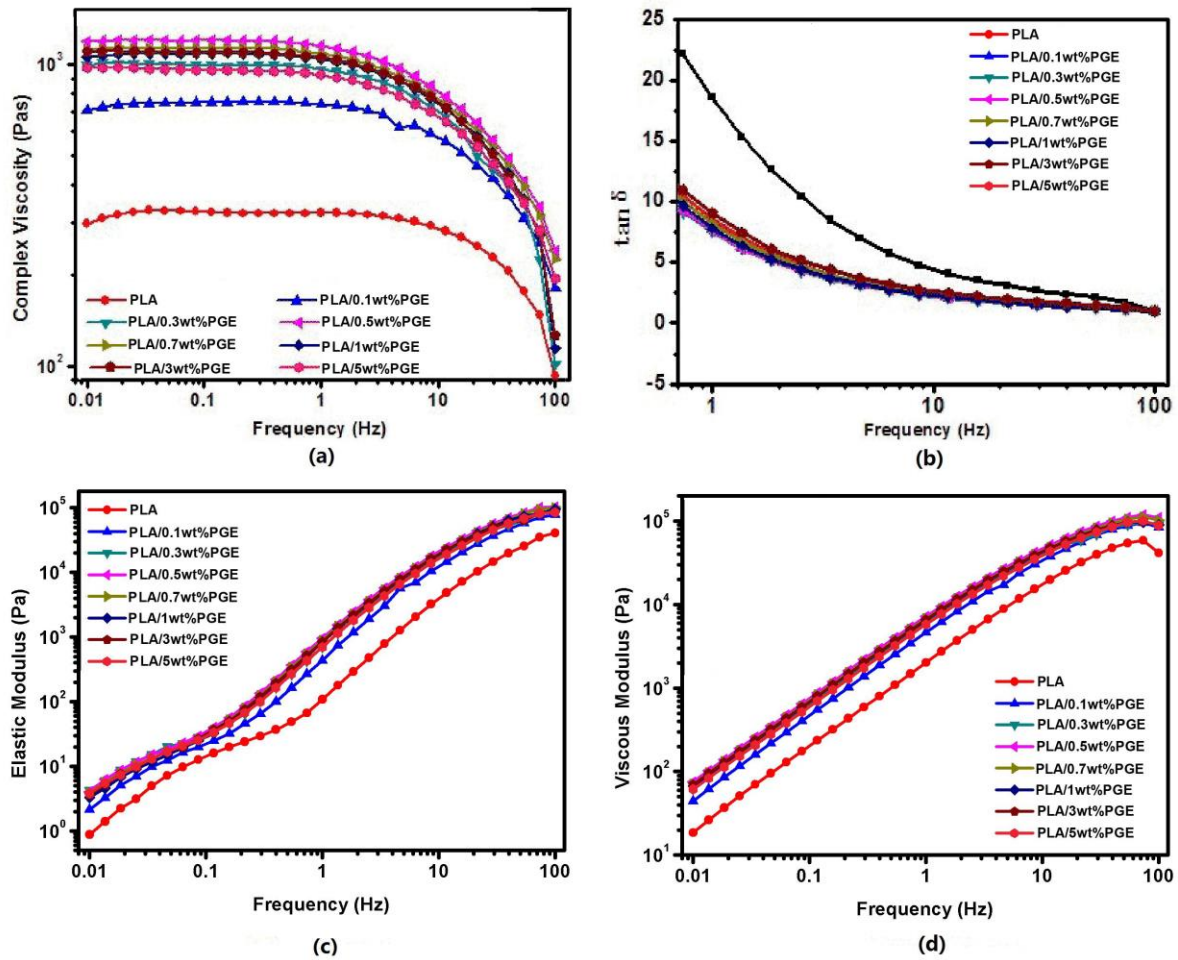 Complex Viscosity (Pas)
10³
10²
PLA
PLA/0.1wt%PGE
PLA/0.3wt%PGE
PLA/0.5wt%PGE
PLA/0.7wt%PGE
PLA/1wt%PGE
PLA/3wt%PGE
PLA/5wt%PGE
0.01 0.1 1 10 100
Frequency (Hz)
(a)
tan δ
25
20
15
10
5
0
-5
PLA
PLA/0.1wt%PGE
PLA/0.3wt%PGE
PLA/0.5wt%PGE
PLA/0.7wt%PGE
PLA/1wt%PGE
PLA/3wt%PGE
PLA/5wt%PGE
1 10 100
Frequency (Hz)
(b)
Elastic Modulus (Pa)
10⁵
10⁴
10³
10²
10¹
10⁰
PLA
PLA/0.1wt%PGE
PLA/0.3wt%PGE
PLA/0.5wt%PGE
PLA/0.7wt%PGE
PLA/1wt%PGE
PLA/3wt%PGE
PLA/5wt%PGE
0.01 0.1 1 10 100
Frequency (Hz)
(c)
Viscous Modulus (Pa)
10⁵
10⁴
10³
10²
10¹
PLA
PLA/0.1wt%PGE
PLA/0.3wt%PGE
PLA/0.5wt%PGE
PLA/0.7wt%PGE
PLA/1wt%PGE
PLA/3wt%PGE
PLA/5wt%PGE
0.01 0.1 1 10 100
Frequency (Hz)
(d)